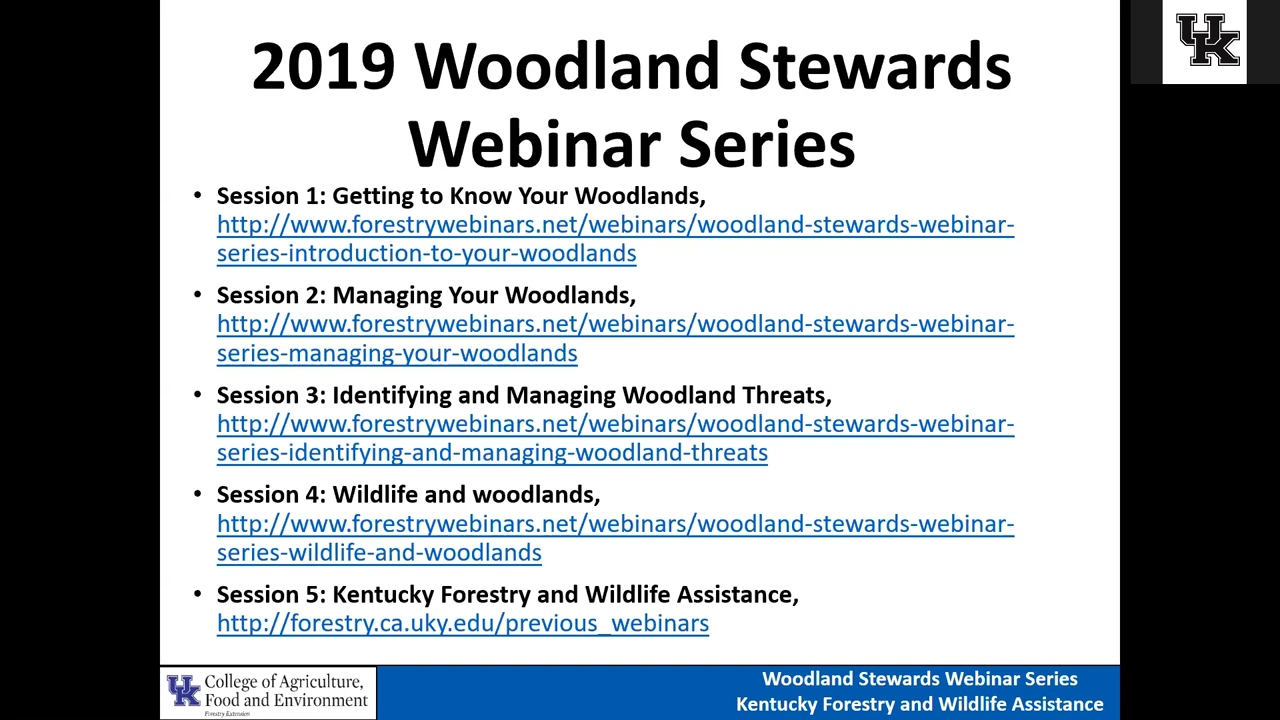 2019 Woodland Stewards
Webinar Series
• Session 1: Getting to Know Your Woodlands,
http://www.forestrywebinars.net/webinars/woodland-stewards-webinar-
series-introduction-to-your-woodlands
• Session 2: Managing Your Woodlands,
http://www.forestrywebinars.net/webinars/woodland-stewards-webinar-
series-managing-your-woodlands
• Session 3: Identifying and Managing Woodland Threats,
http://www.forestrywebinars.net/webinars/woodland-stewards-webinar-
series-identifying-and-managing-woodland-threats
• Session 4: Wildlife and woodlands,
http://www.forestrywebinars.net/webinars/woodland-stewards-webinar-
series-wildlife-and-woodlands
• Session 5: Kentucky Forestry and Wildlife Assistance,
http://forestry.ca.uky.edu/previous_webinars
UK
UK
College of Agriculture,
Food and Environment
Forestry Extension
Woodland Stewards Webinar Series
Kentucky Forestry and Wildlife Assistance